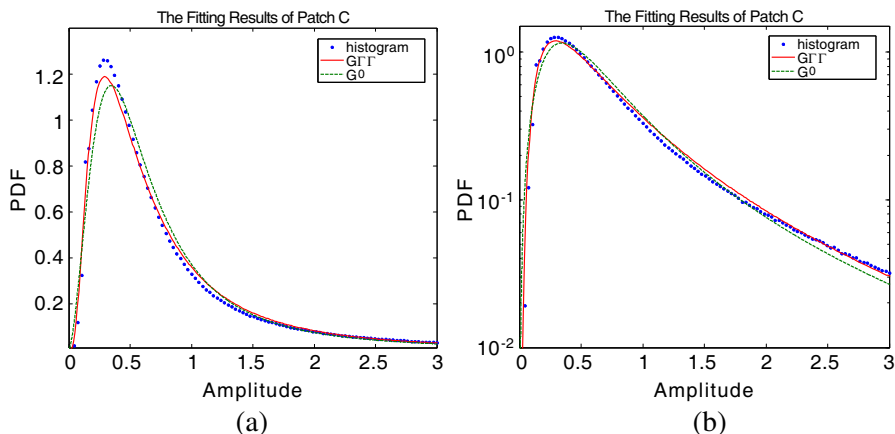 The Fitting Results of Patch C
histogram
GΓΓ
G⁰
1.2
1
0.8
0.6
0.4
0.2
0
0.5
1
1.5
2
2.5
3
PDF
Amplitude
(a)
The Fitting Results of Patch C
histogram
GΓΓ
G⁰
10⁰
10⁻¹
10⁻²
0
0.5
1
1.5
2
2.5
3
PDF
Amplitude
(b)